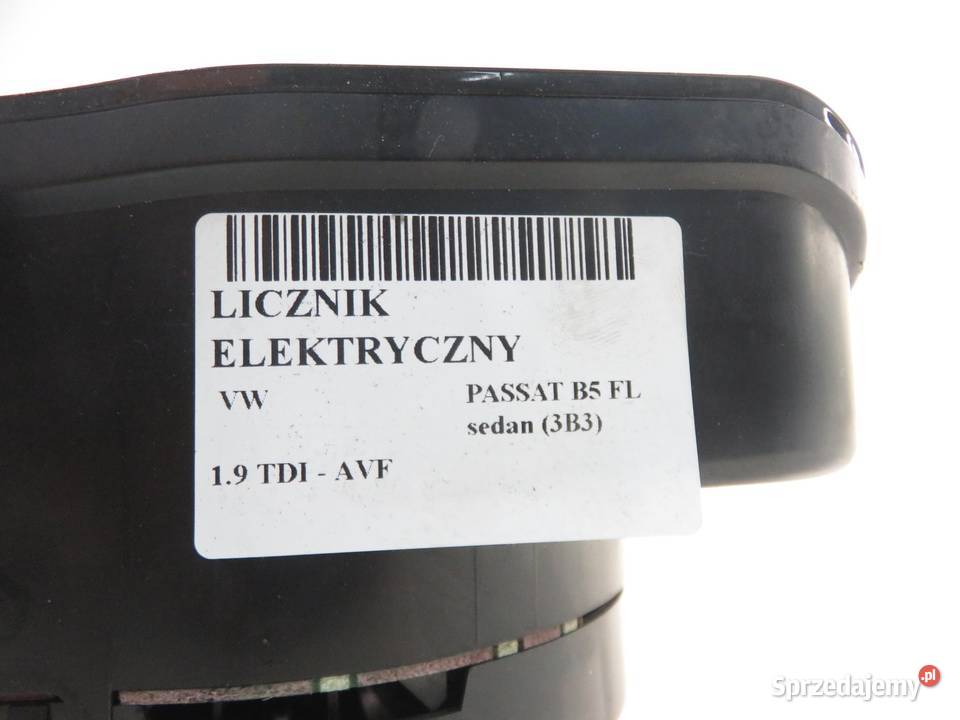 LICZNIK
ELEKTRYCZNY
VW PASSAT B5 FL
sedan (3B3)
1.9 TDI - AVF
Sprzedajemy.pl